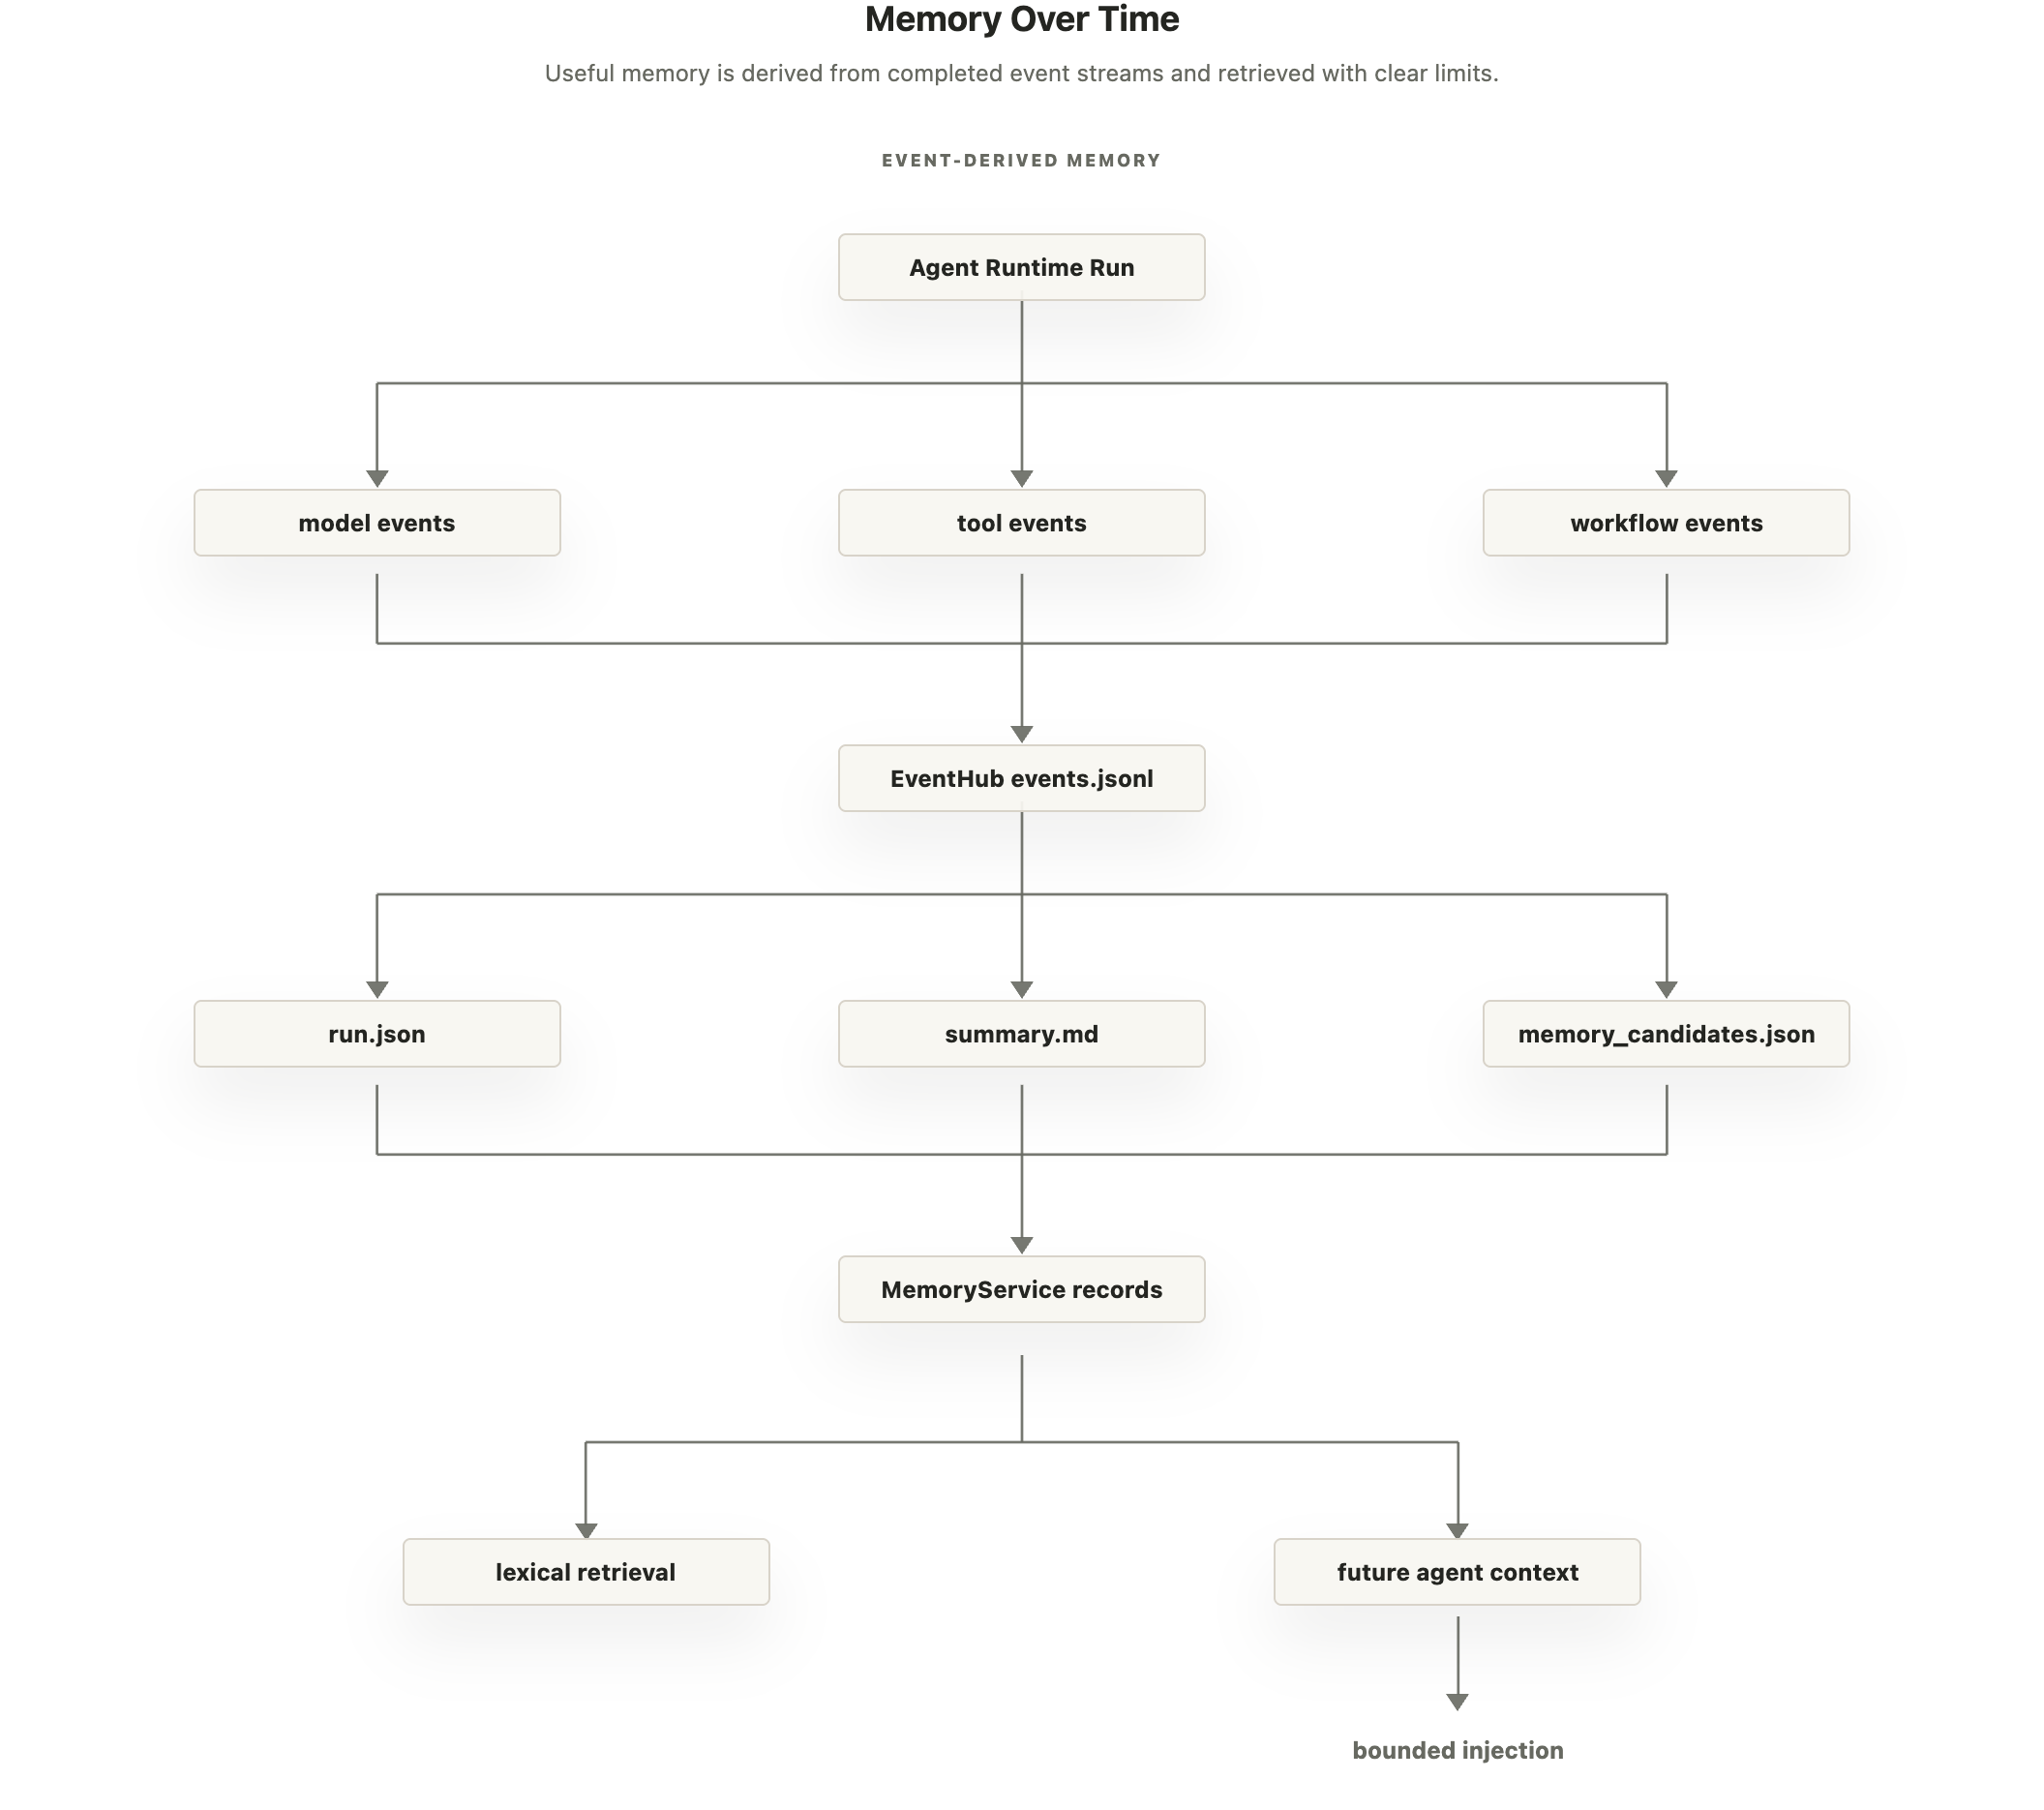 Memory Over Time
Useful memory is derived from completed event streams and retrieved with clear limits.
EVENT-DERIVED MEMORY
Agent Runtime Run
model events
tool events
workflow events
EventHub events.jsonl
run.json
summary.md
memory_candidates.json
MemoryService records
lexical retrieval
future agent context
bounded injection